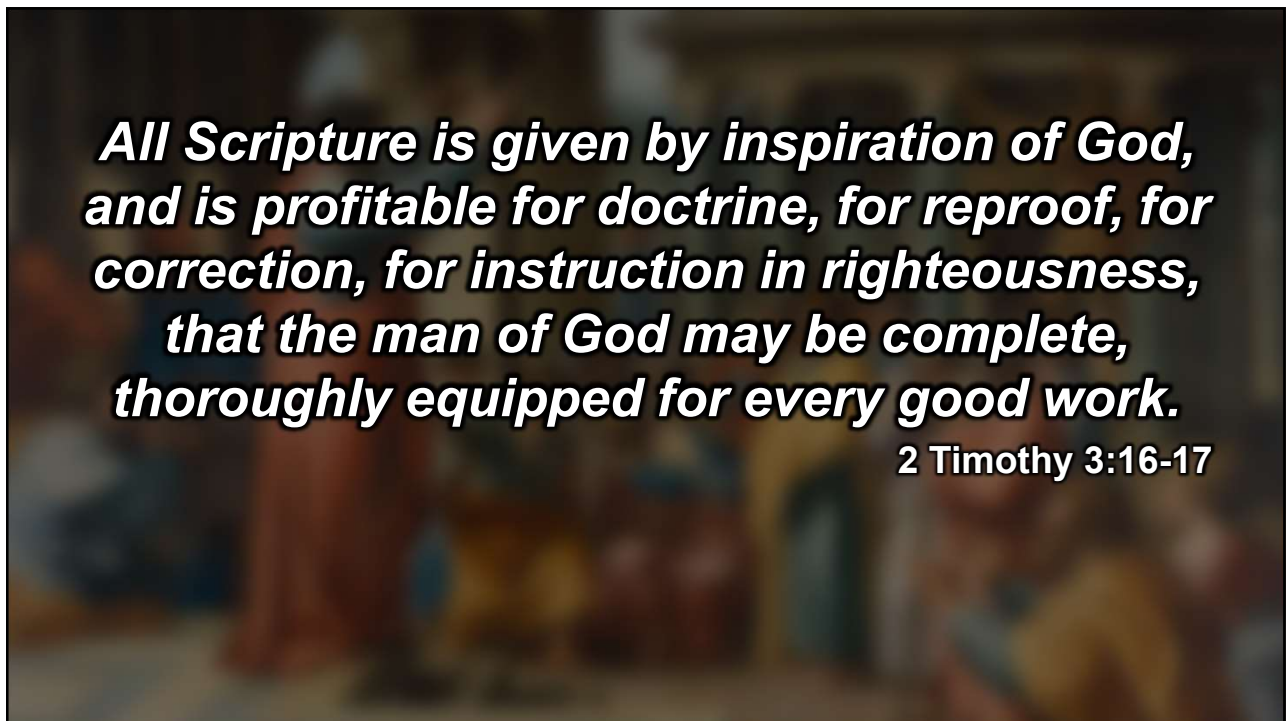 All Scripture is given by inspiration of God,
and is profitable for doctrine, for reproof, for
correction, for instruction in righteousness,
that the man of God may be complete,
thoroughly equipped for every good work.
2 Timothy 3:16-17